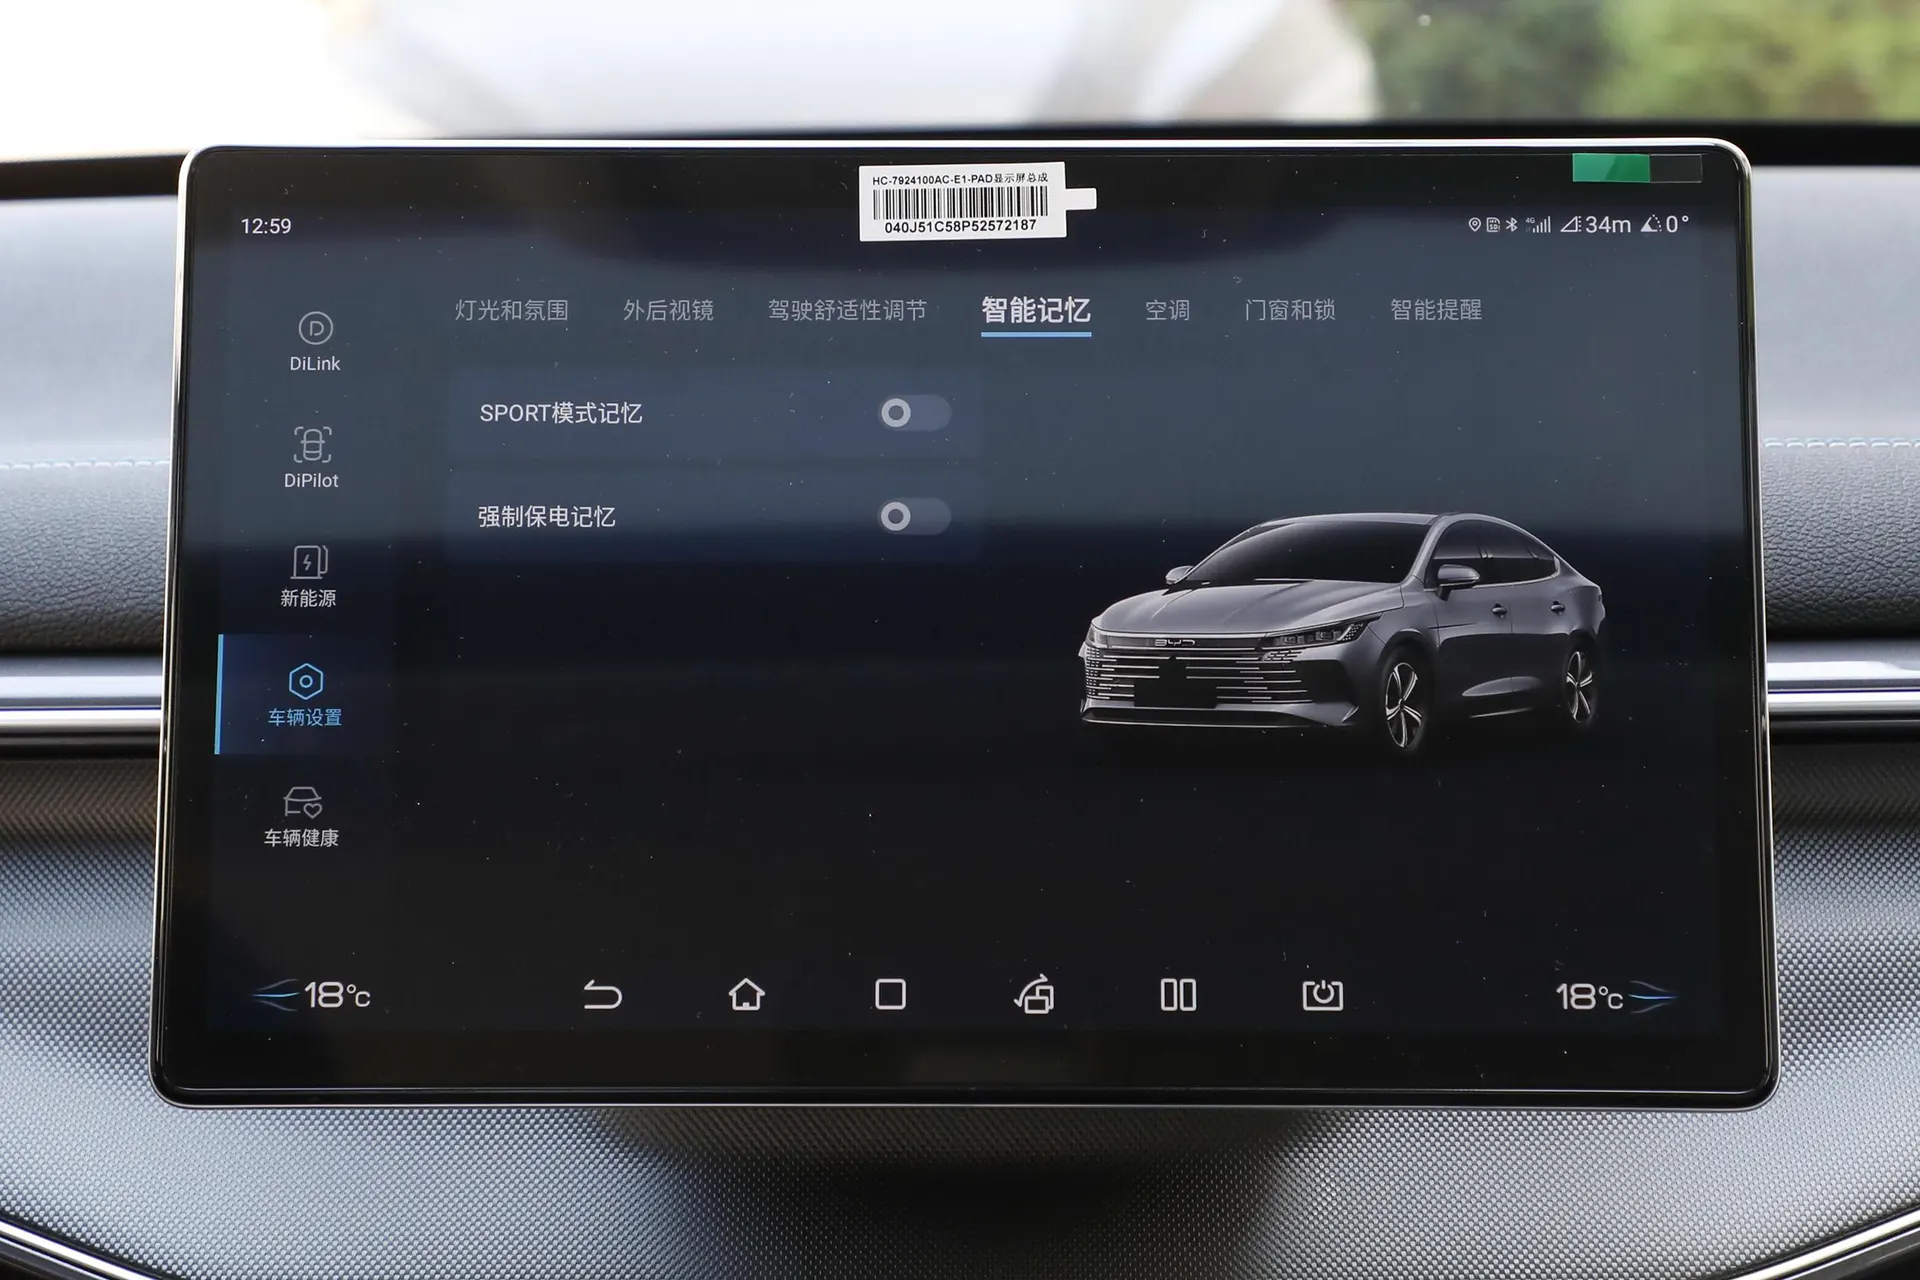 HC-7924100AC-E1-PAD显示屏总成
040J51C58P52572187
12:59
4G
34m
0°
灯光和氛围
外后视镜
驾驶舒适性调节
智能记忆
空调
门窗和锁
智能提醒
DiLink
DiPilot
新能源
车辆设置
车辆健康
SPORT模式记忆
强制保电记忆
BYD
18°C
18°C